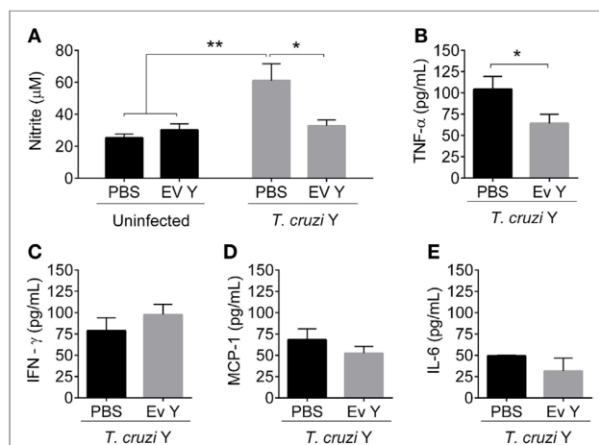 A
Nitrite (μM)
80
60
40
20
0
**
*
PBS
EV Y
PBS
EV Y
Uninfected
T. cruzi Y
B
TNF-α (pg/mL)
150
125
100
75
50
25
0
*
PBS
Ev Y
T. cruzi Y
C
IFN - γ (pg/mL)
150
125
100
75
50
25
0
PBS
Ev Y
T. cruzi Y
D
MCP-1 (pg/mL)
150
125
100
75
50
25
0
PBS
Ev Y
T. cruzi Y
E
IL-6 (pg/mL)
150
125
100
75
50
25
0
PBS
Ev Y
T. cruzi Y